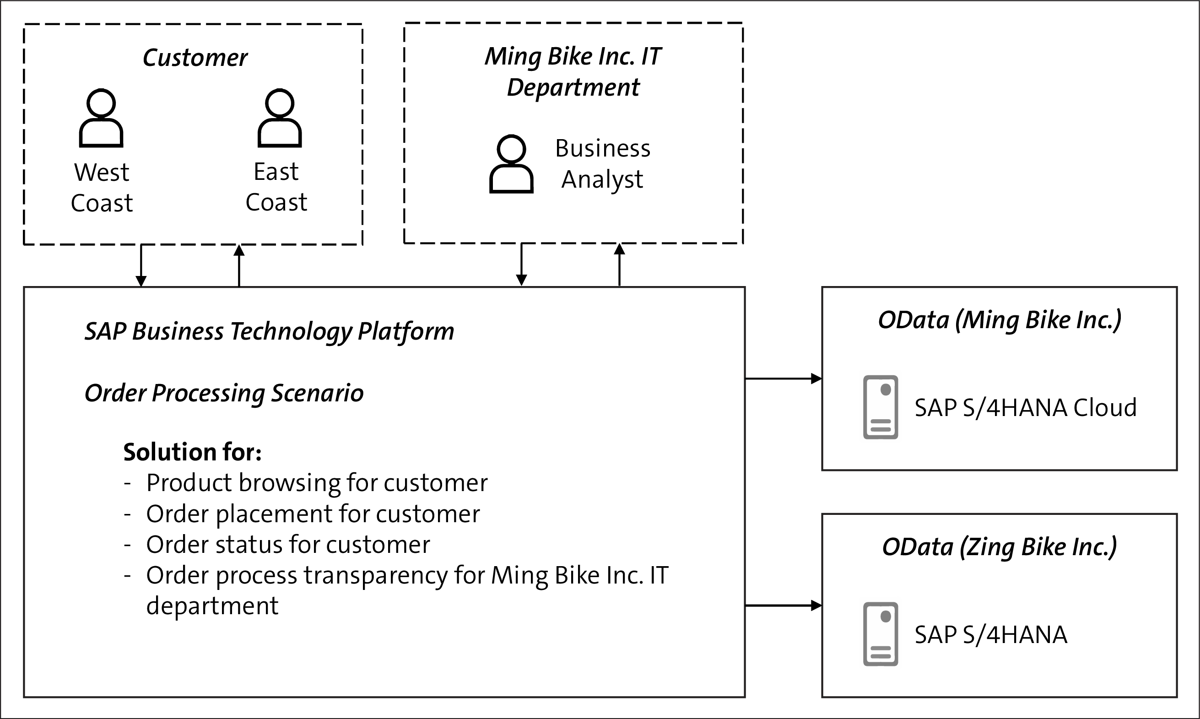 Customer
West
Coast
East
Coast
Ming Bike Inc. IT
Department
Business
Analyst
SAP Business Technology Platform
Order Processing Scenario
Solution for:
- Product browsing for customer
- Order placement for customer
- Order status for customer
- Order process transparency for Ming Bike Inc. IT
department
OData (Ming Bike Inc.)
SAP S/4HANA Cloud
OData (Zing Bike Inc.)
SAP S/4HANA